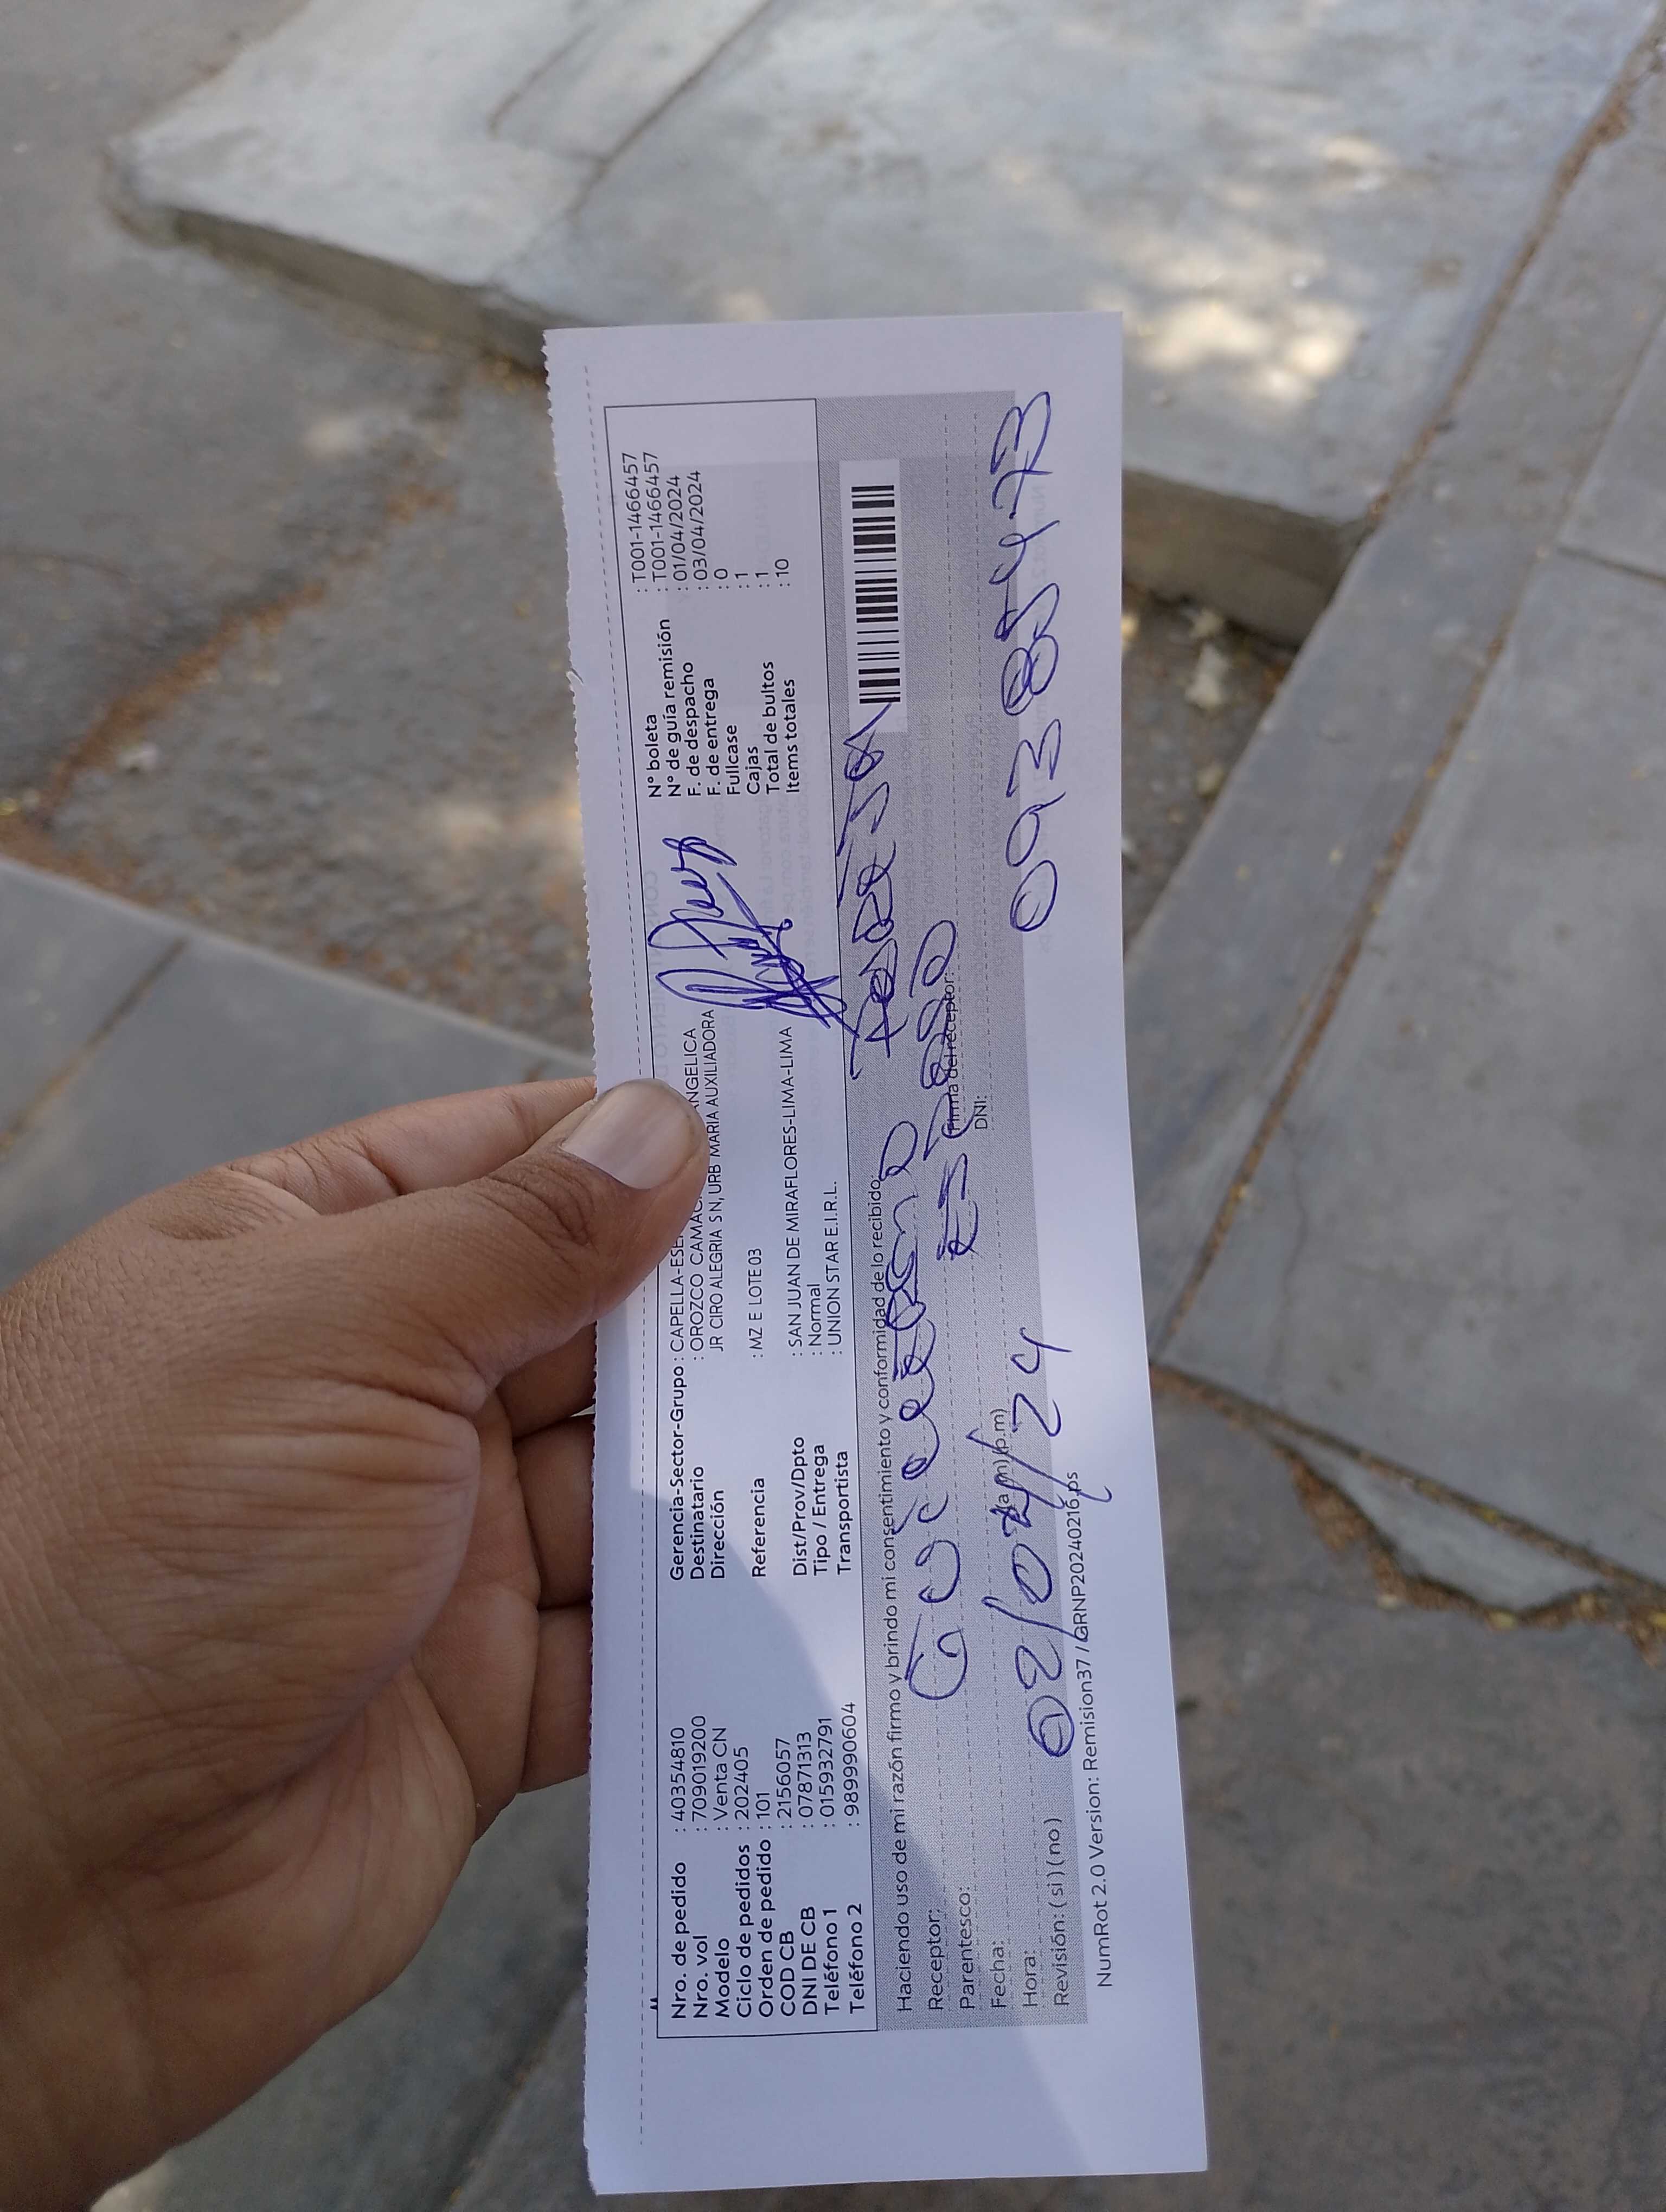 Nro. de pedido : 40354810
Nro. vol : 709019200
Modelo : Venta CN
Ciclo de pedidos : 202405
Orden de pedido : 101
COD CB : 2156057
DNI DE CB : 07871313
Teléfono 1 : 015932791
Teléfono 2 : 989990604
Gerencia-Sector-Grupo : CAPELLA-
Destinatario : OROZCO NGELICA
Dirección JR CIRO ALEGRIA SN, URB MARIA AUXILIADORA
Referencia : MZ E LOTE 03
Dist/Prov/Dpto : SAN JUAN DE MIRAFLORES-LIMA-LIMA
Tipo / Entrega : Normal
Transportista : UNION STAR E.I.R.L.
N° boleta : T001-1466457
N° de guía remisión : T001-1466457
F. de despacho : 01/04/2024
F. de entrega : 03/04/2024
Fullcase : 0
Cajas : 1
Total de bultos : 1
Items totales : 10
Haciendo uso de mi razón firmo y brindo mi consentimiento y conformidad de lo recibido:
Receptor:
Parentesco:
Firma del receptor:
Fecha: 02/04/24
DNI: 09388473
Hora: (a.m) (p.m)
Revisión: ( si ) (no )
NumRot 2.0 Version: Remision37 / GRNP20240216.ps